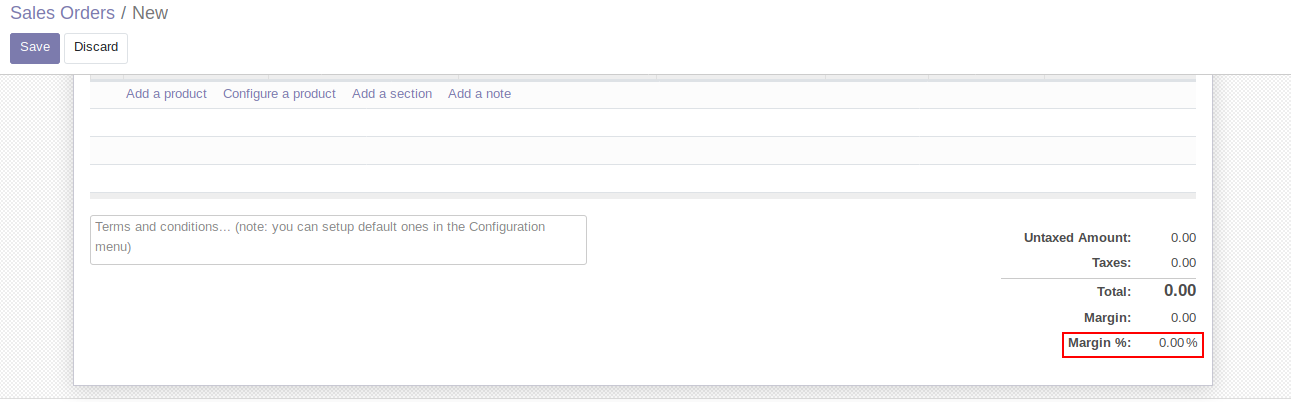 Sales Orders / New
Save Discard
Add a product Configure a product Add a section Add a note
Terms and conditions... (note: you can setup default ones in the Configuration
menu)
Untaxed Amount: 0.00
Taxes: 0.00
Total: 0.00
Margin: 0.00
Margin %: 0.00 %